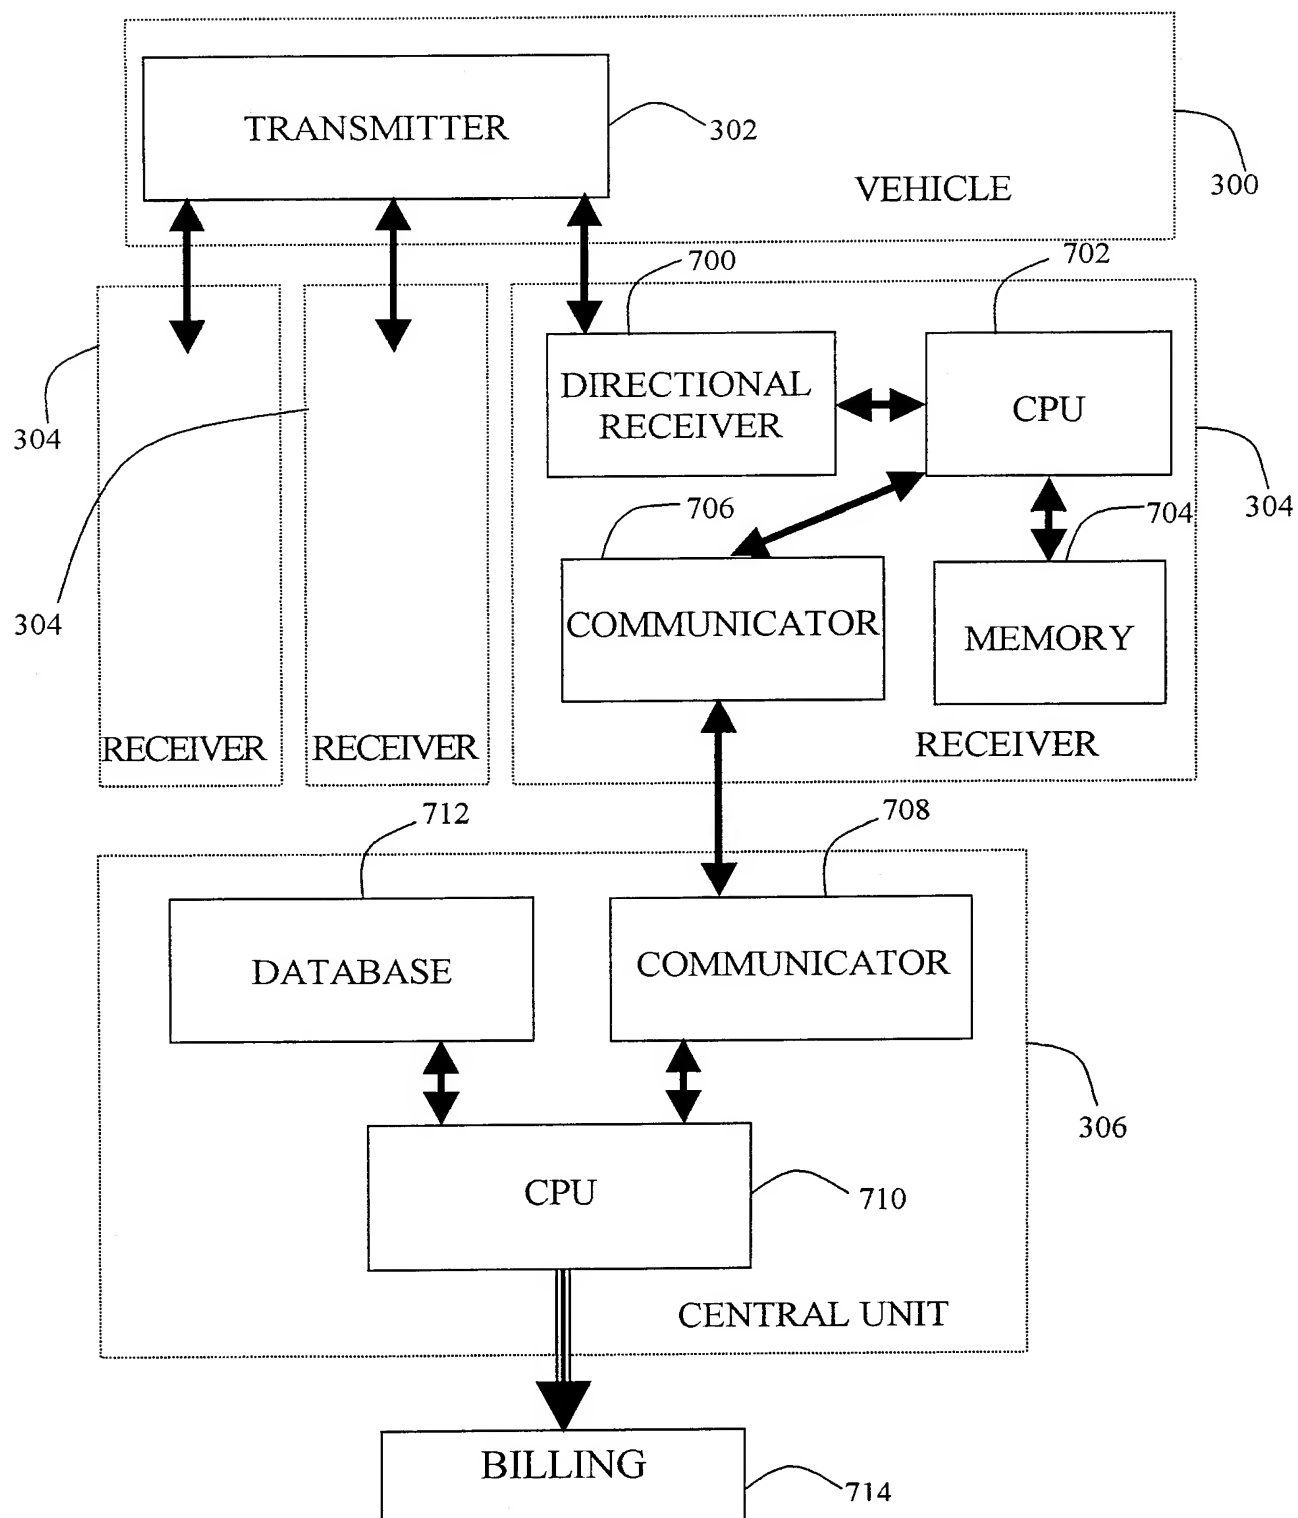 TRANSMITTER
302
VEHICLE
300
700
702
DIRECTIONAL
RECEIVER
CPU
304
304
706
704
304
COMMUNICATOR
MEMORY
RECEIVER
RECEIVER
RECEIVER
712
708
DATABASE
COMMUNICATOR
306
CPU
710
CENTRAL UNIT
BILLING
714